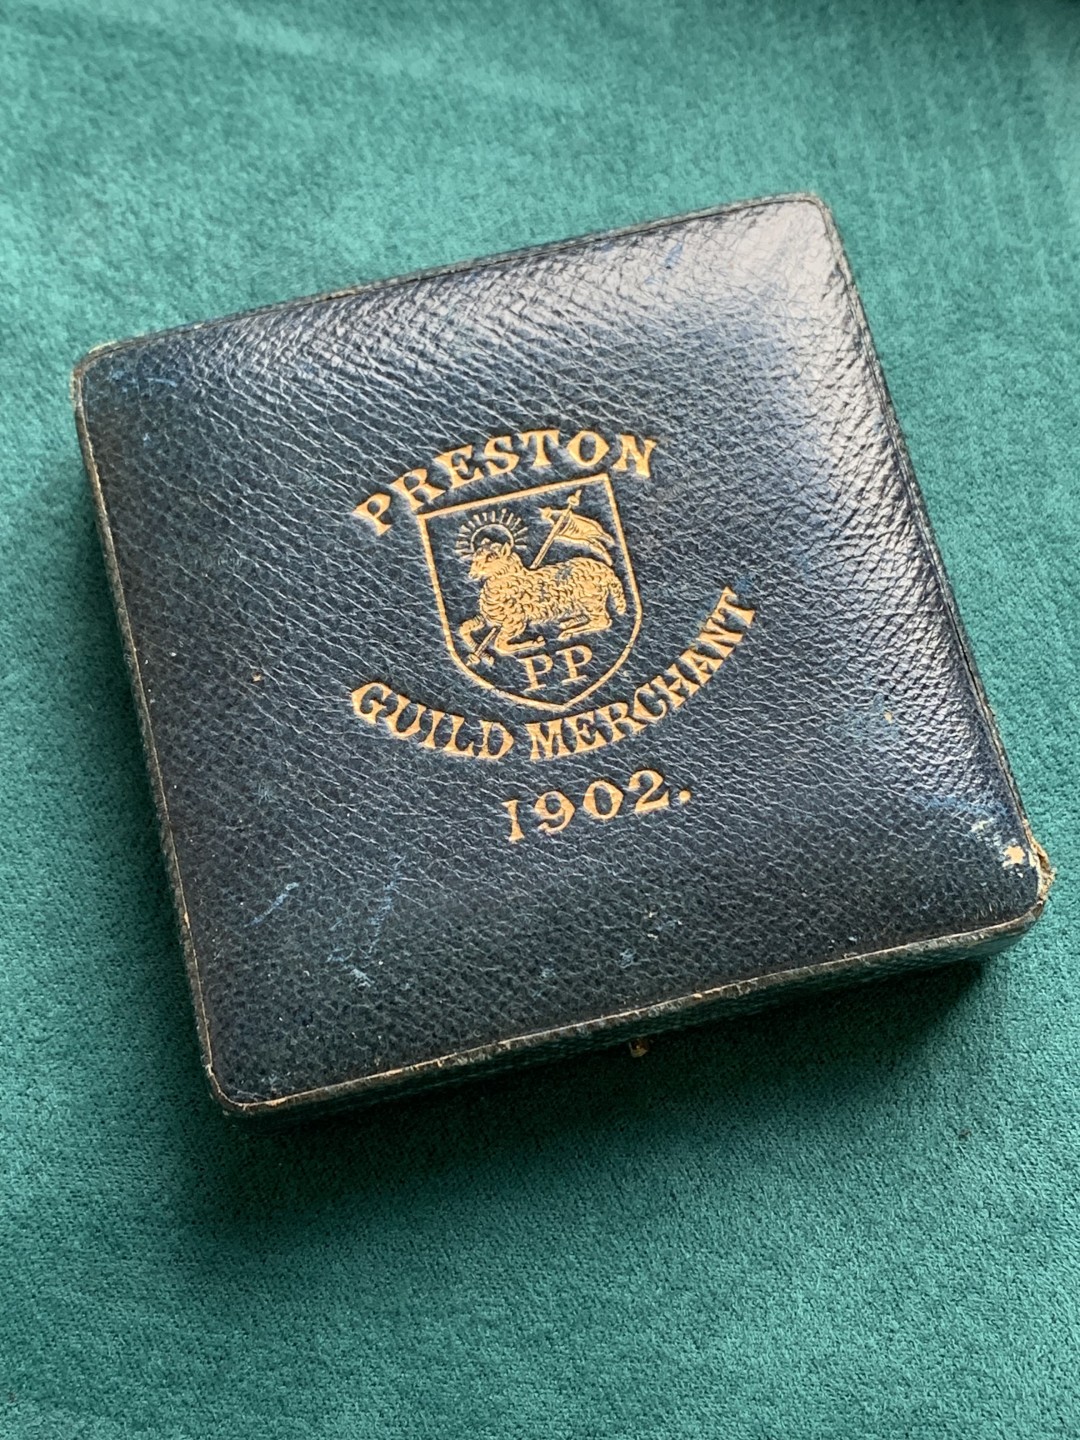 PRESTON
PP
GUILD MERCHANT
1902.